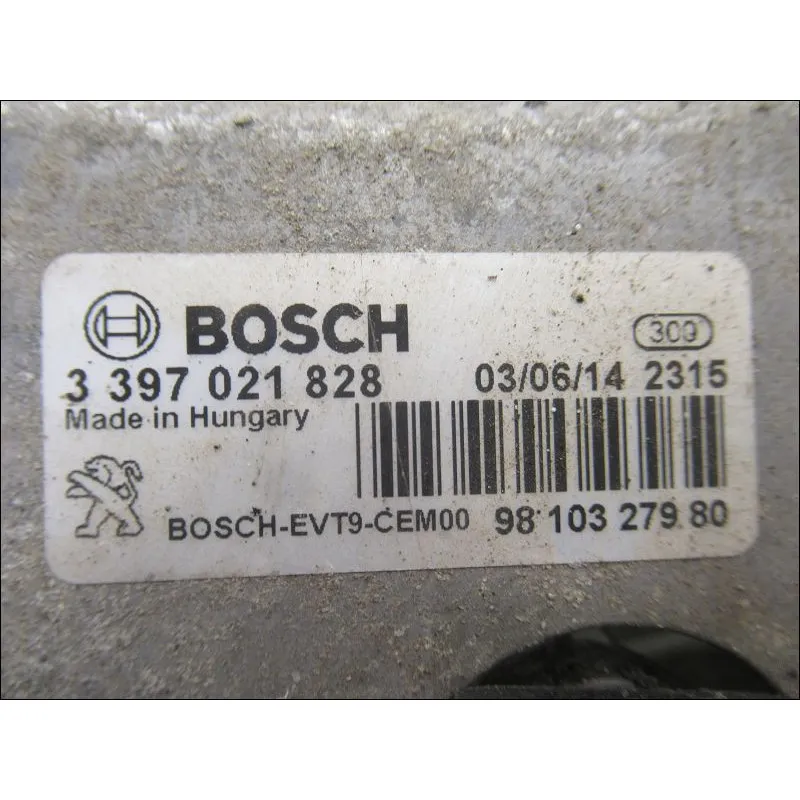 BOSCH 300
3 397 021 828 03/06/14 2315
Made in Hungary
BOSCH-EVT9-CEM00 98 103 279 80